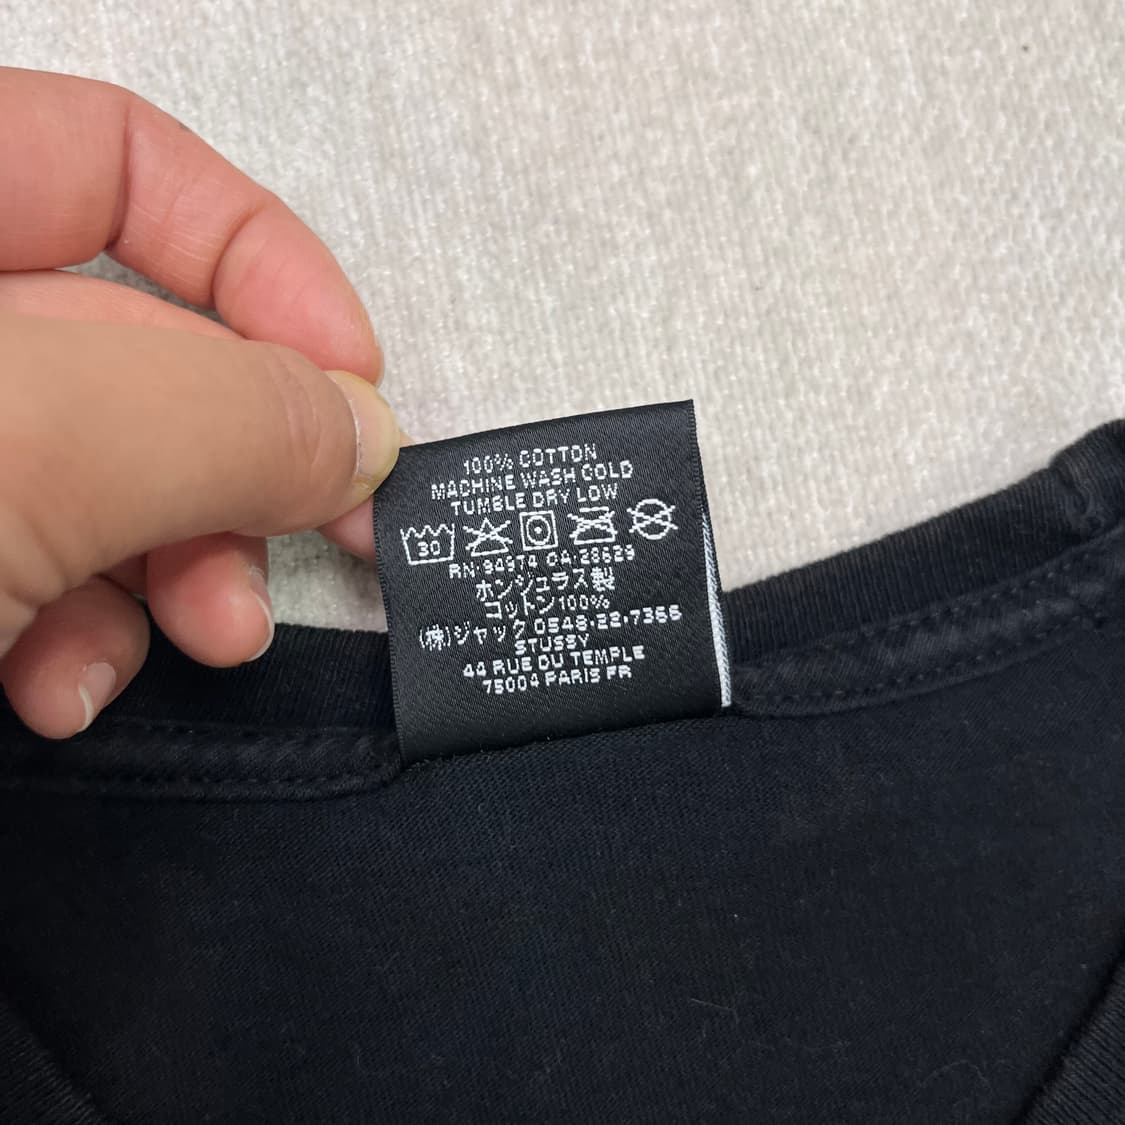 100% COTTON
MACHINE WASH COLD
TUMBLE DRY LOW
30
RN:94974 CA:28629
ホンジュラス製
コットン100%
(株)ジャック 0548-22-7366
STUSSY
44 RUE DU TEMPLE
75004 PARIS FR